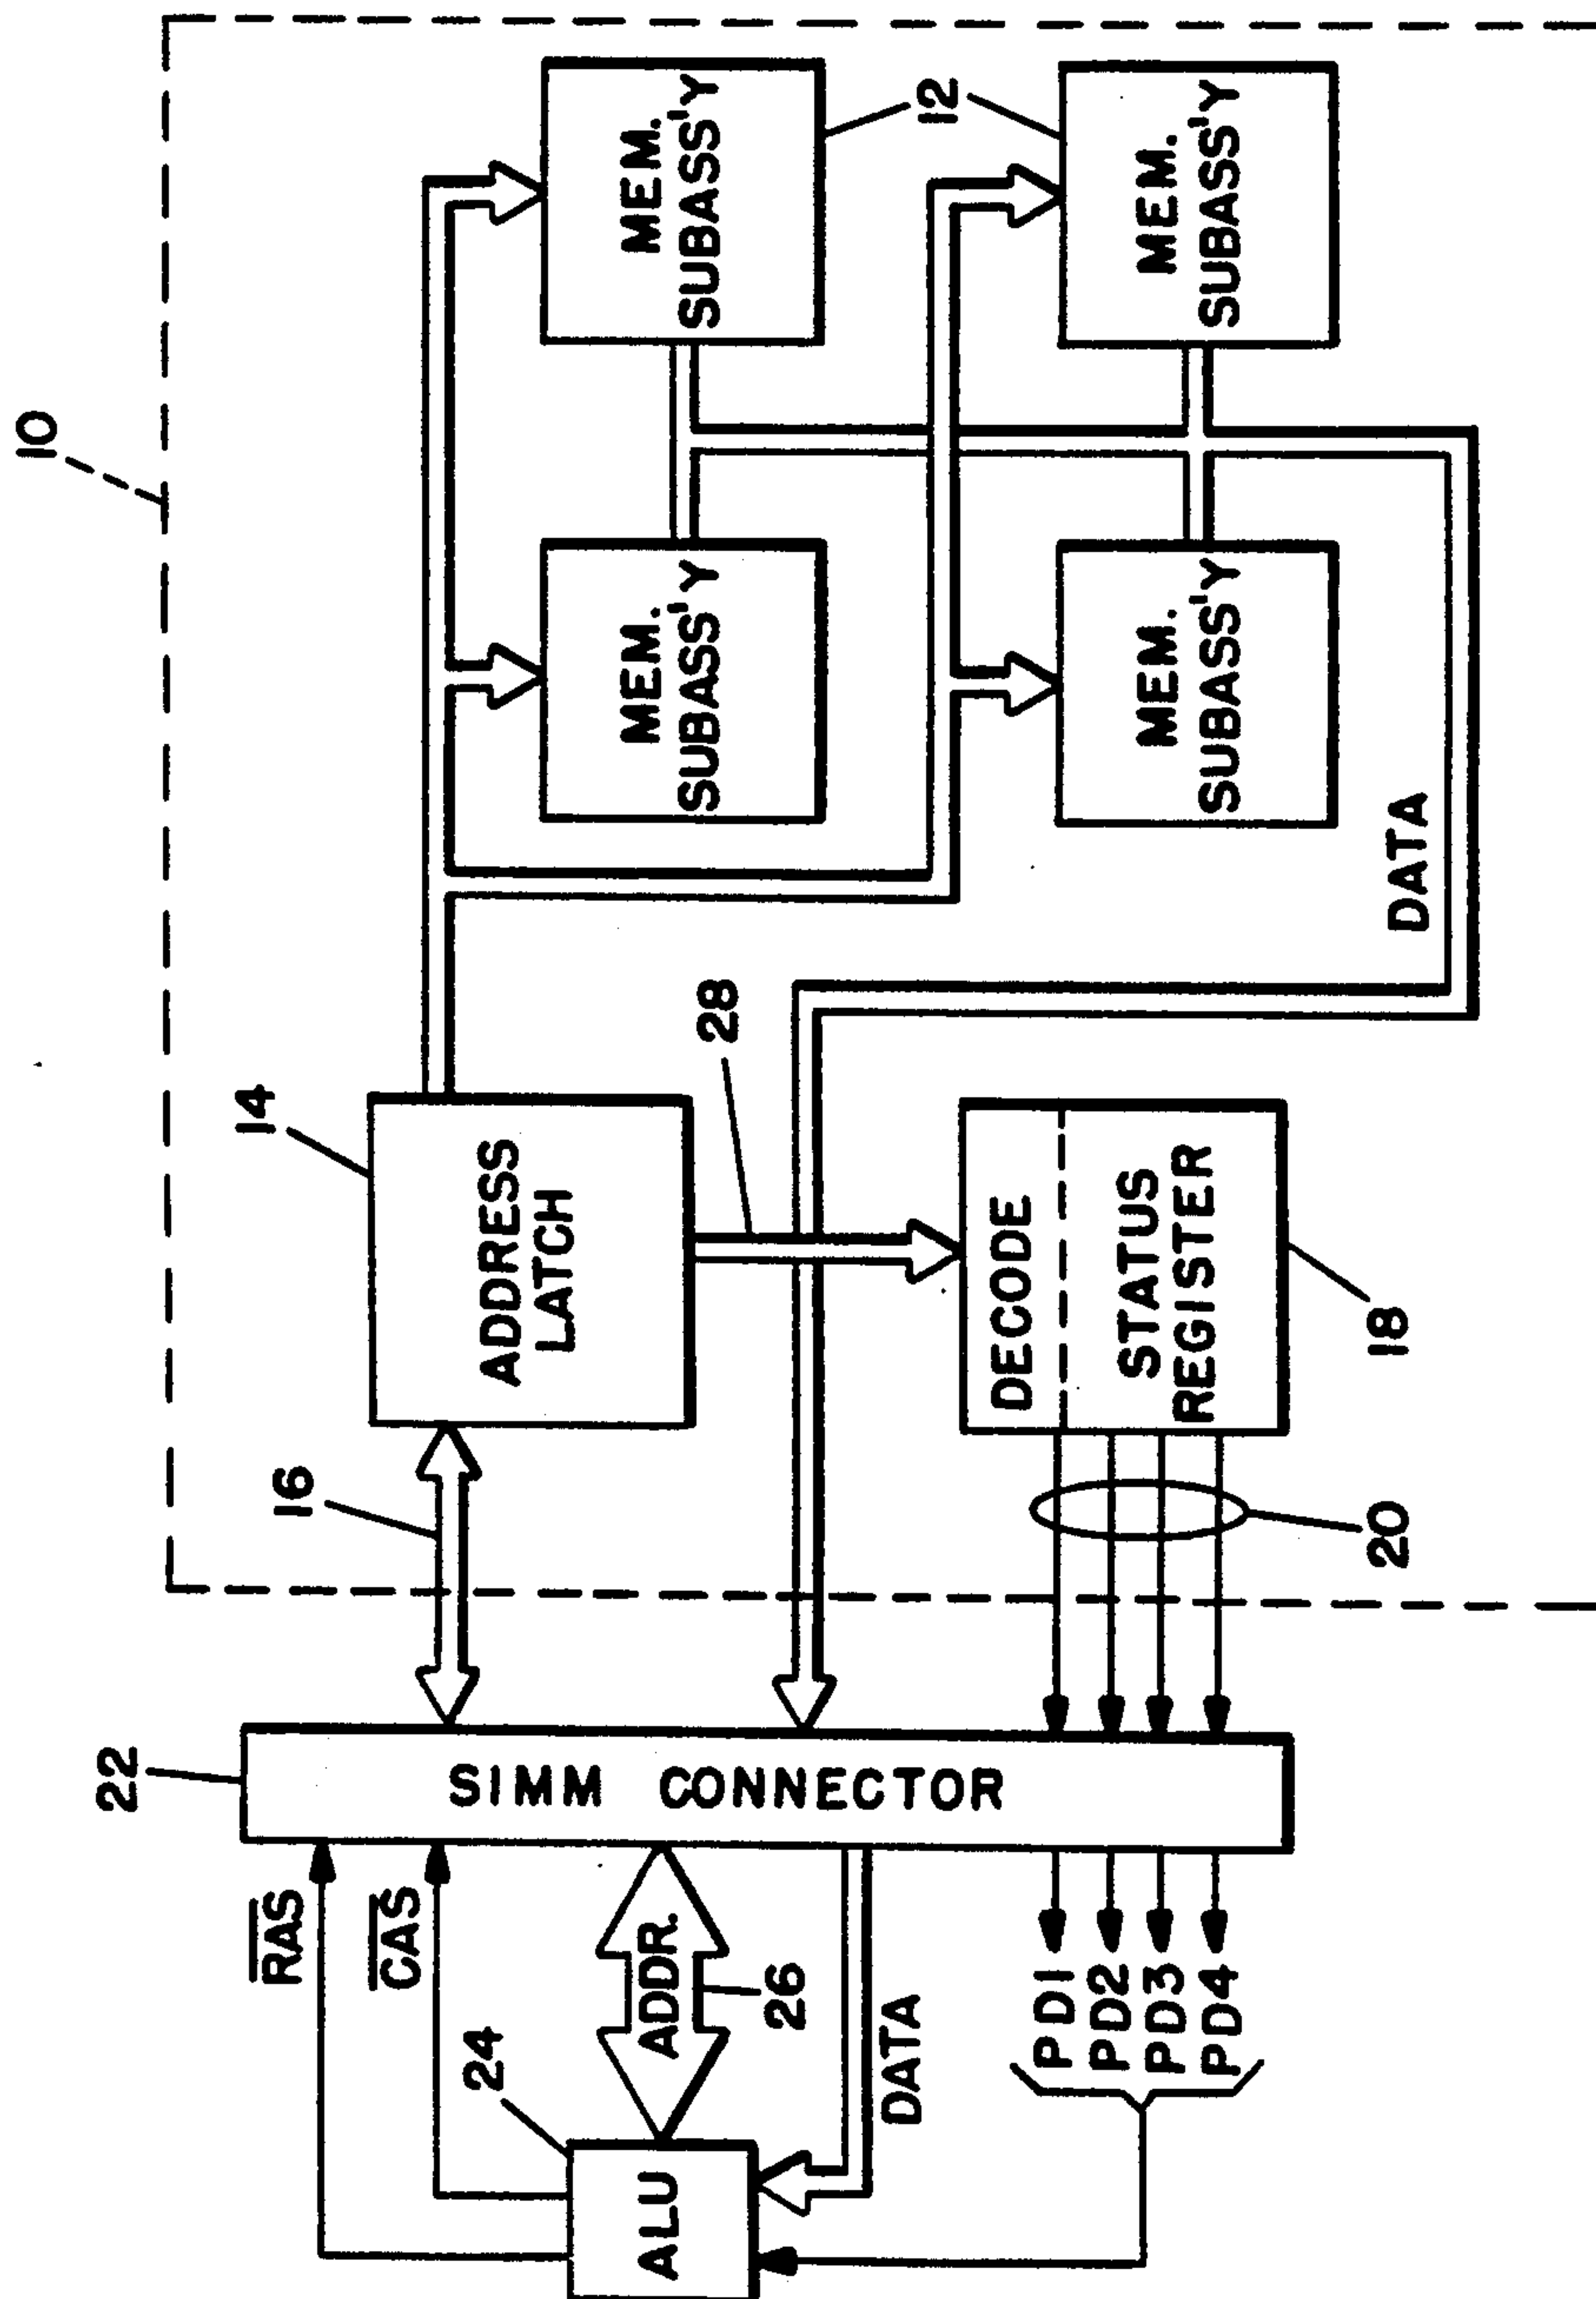 10
MEM.
SUBASS'Y
MEM.
SUBASS'Y
12
MEM.
SUBASS'Y
MEM.
SUBASS'Y
DATA
14
ADDRESS
LATCH
16
28
DECODE
STATUS
REGISTER
18
20
22
SIMM CONNECTOR
RAS
CAS
ADDR.
26
24
ALU
DATA
PD1
PD2
PD3
PD4